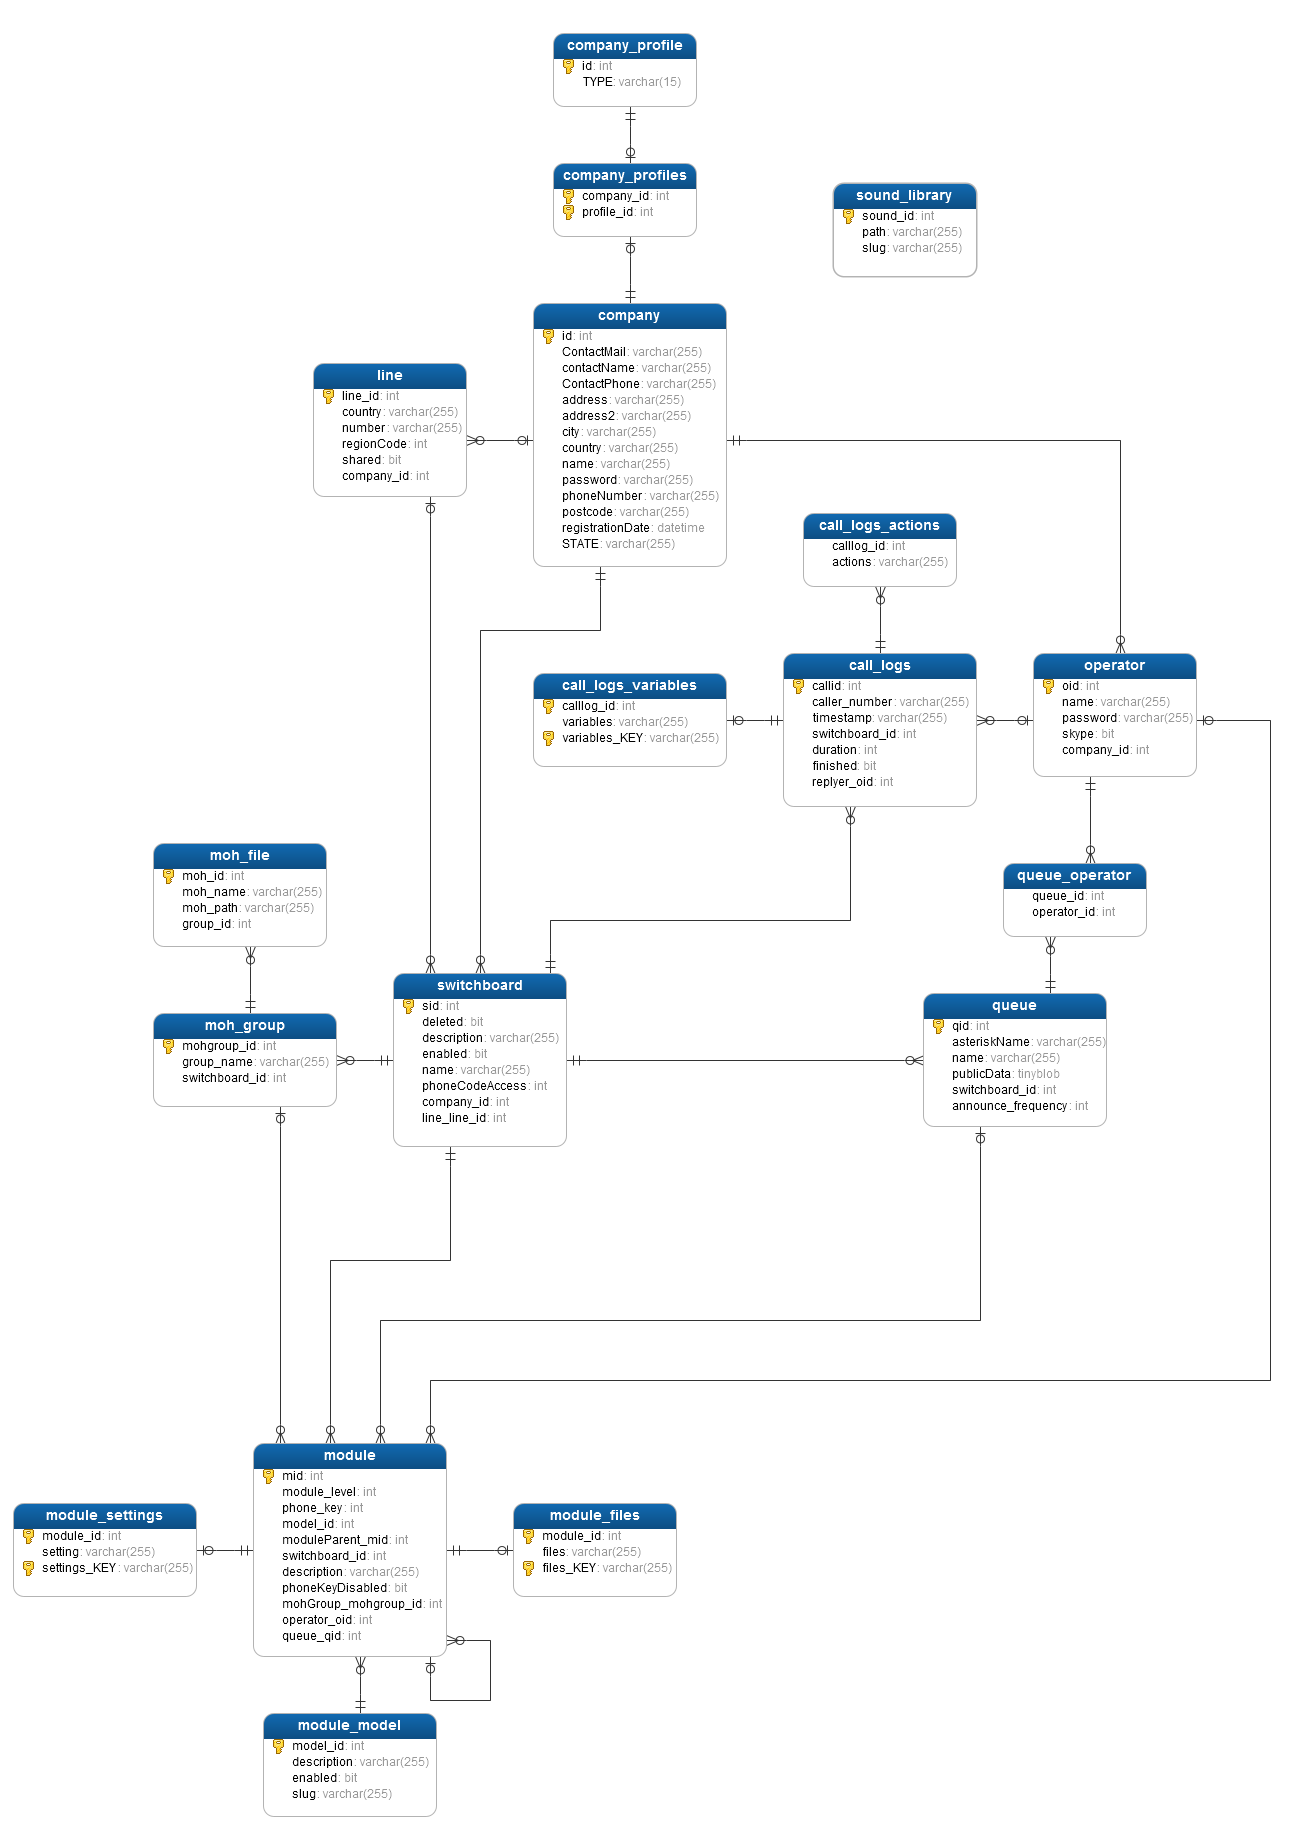 company_profile
id: int
TYPE: varchar(15)
company_profiles
company_id: int
profile_id: int
sound_library
sound_id: int
path: varchar(255)
slug: varchar(255)
company
id: int
ContactMail: varchar(255)
contactName: varchar(255)
ContactPhone: varchar(255)
address: varchar(255)
address2: varchar(255)
city: varchar(255)
country: varchar(255)
name: varchar(255)
password: varchar(255)
phoneNumber: varchar(255)
postcode: varchar(255)
registrationDate: datetime
STATE: varchar(255)
line
line_id: int
country: varchar(255)
number: varchar(255)
regionCode: int
shared: bit
company_id: int
call_logs_actions
calllog_id: int
actions: varchar(255)
call_logs_variables
calllog_id: int
variables: varchar(255)
variables_KEY: varchar(255)
call_logs
callid: int
caller_number: varchar(255)
timestamp: varchar(255)
switchboard_id: int
duration: int
finished: bit
replyer_oid: int
operator
oid: int
name: varchar(255)
password: varchar(255)
skype: bit
company_id: int
moh_file
moh_id: int
moh_name: varchar(255)
moh_path: varchar(255)
group_id: int
queue_operator
queue_id: int
operator_id: int
moh_group
mohgroup_id: int
group_name: varchar(255)
switchboard_id: int
switchboard
sid: int
deleted: bit
description: varchar(255)
enabled: bit
name: varchar(255)
phoneCodeAccess: int
company_id: int
line_line_id: int
queue
qid: int
asteriskName: varchar(255)
name: varchar(255)
publicData: tinyblob
switchboard_id: int
announce_frequency: int
module
mid: int
module_level: int
phone_key: int
model_id: int
moduleParent_mid: int
switchboard_id: int
description: varchar(255)
phoneKeyDisabled: bit
mohGroup_mohgroup_id: int
operator_oid: int
queue_qid: int
module_settings
module_id: int
setting: varchar(255)
settings_KEY: varchar(255)
module_files
module_id: int
files: varchar(255)
files_KEY: varchar(255)
module_model
model_id: int
description: varchar(255)
enabled: bit
slug: varchar(255)